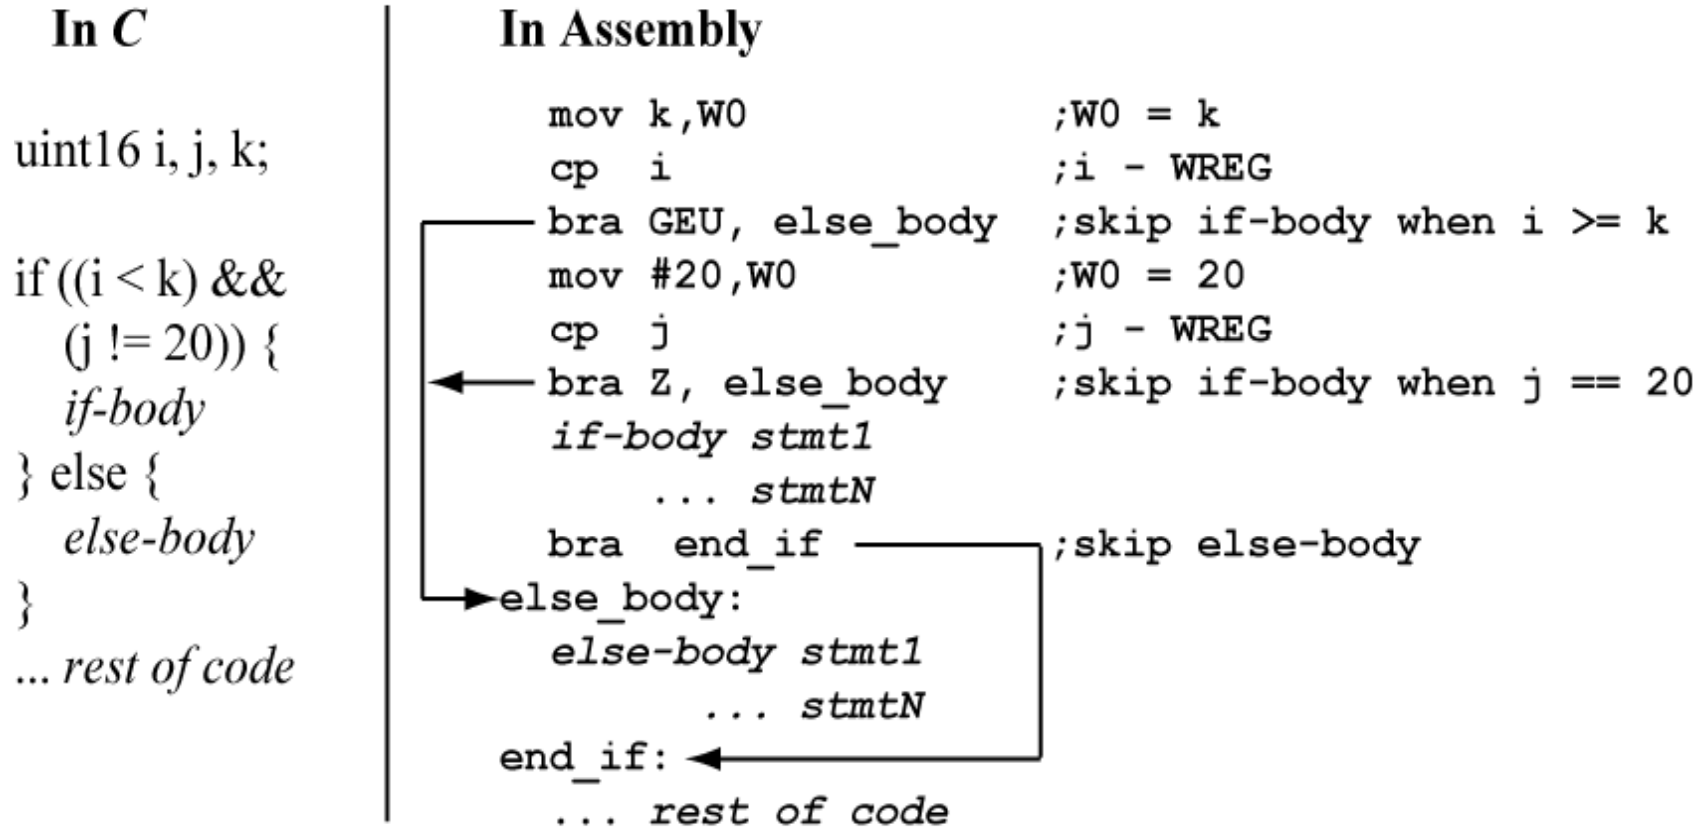 In C
uint16 i, j, k;
if ((i < k) &&
(j != 20)) {
if-body
} else {
else-body
}
... rest of code
In Assembly
mov k,W0 ;W0 = k
cp i ;i - WREG
bra GEU, else_body ;skip if-body when i >= k
mov #20,W0 ;W0 = 20
cp j ;j - WREG
bra Z, else_body ;skip if-body when j == 20
if-body stmt1
... stmtN
bra end_if ;skip else-body
else_body:
else-body stmt1
... stmtN
end_if:
... rest of code